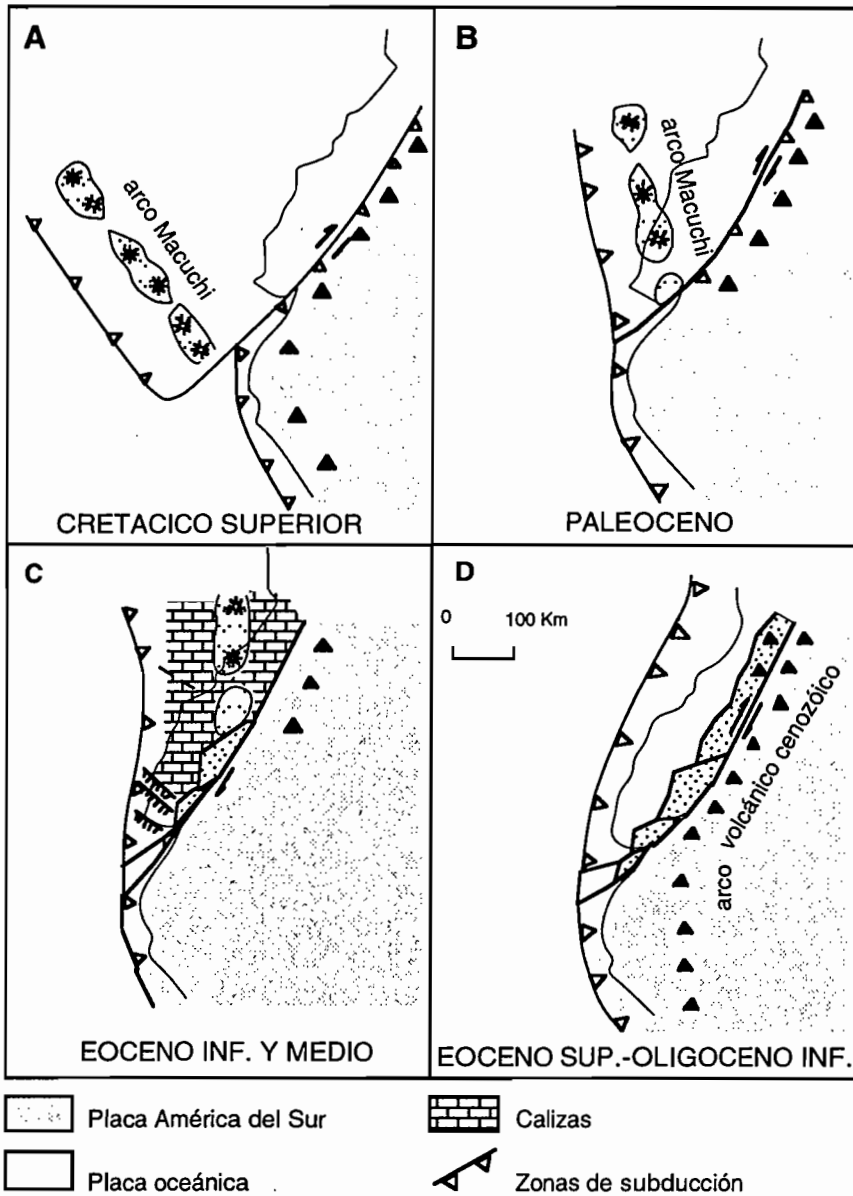 A
arco Macuchi
CRETACICO SUPERIOR
B
arco Macuchi
PALEOCENO
C
EOCENO INF. Y MEDIO
D
0 100 Km
arco volcánico cenozóico
EOCENO SUP.-OLIGOCENO INF.
Placa América del Sur
Calizas
Placa oceánica
Zonas de subducción